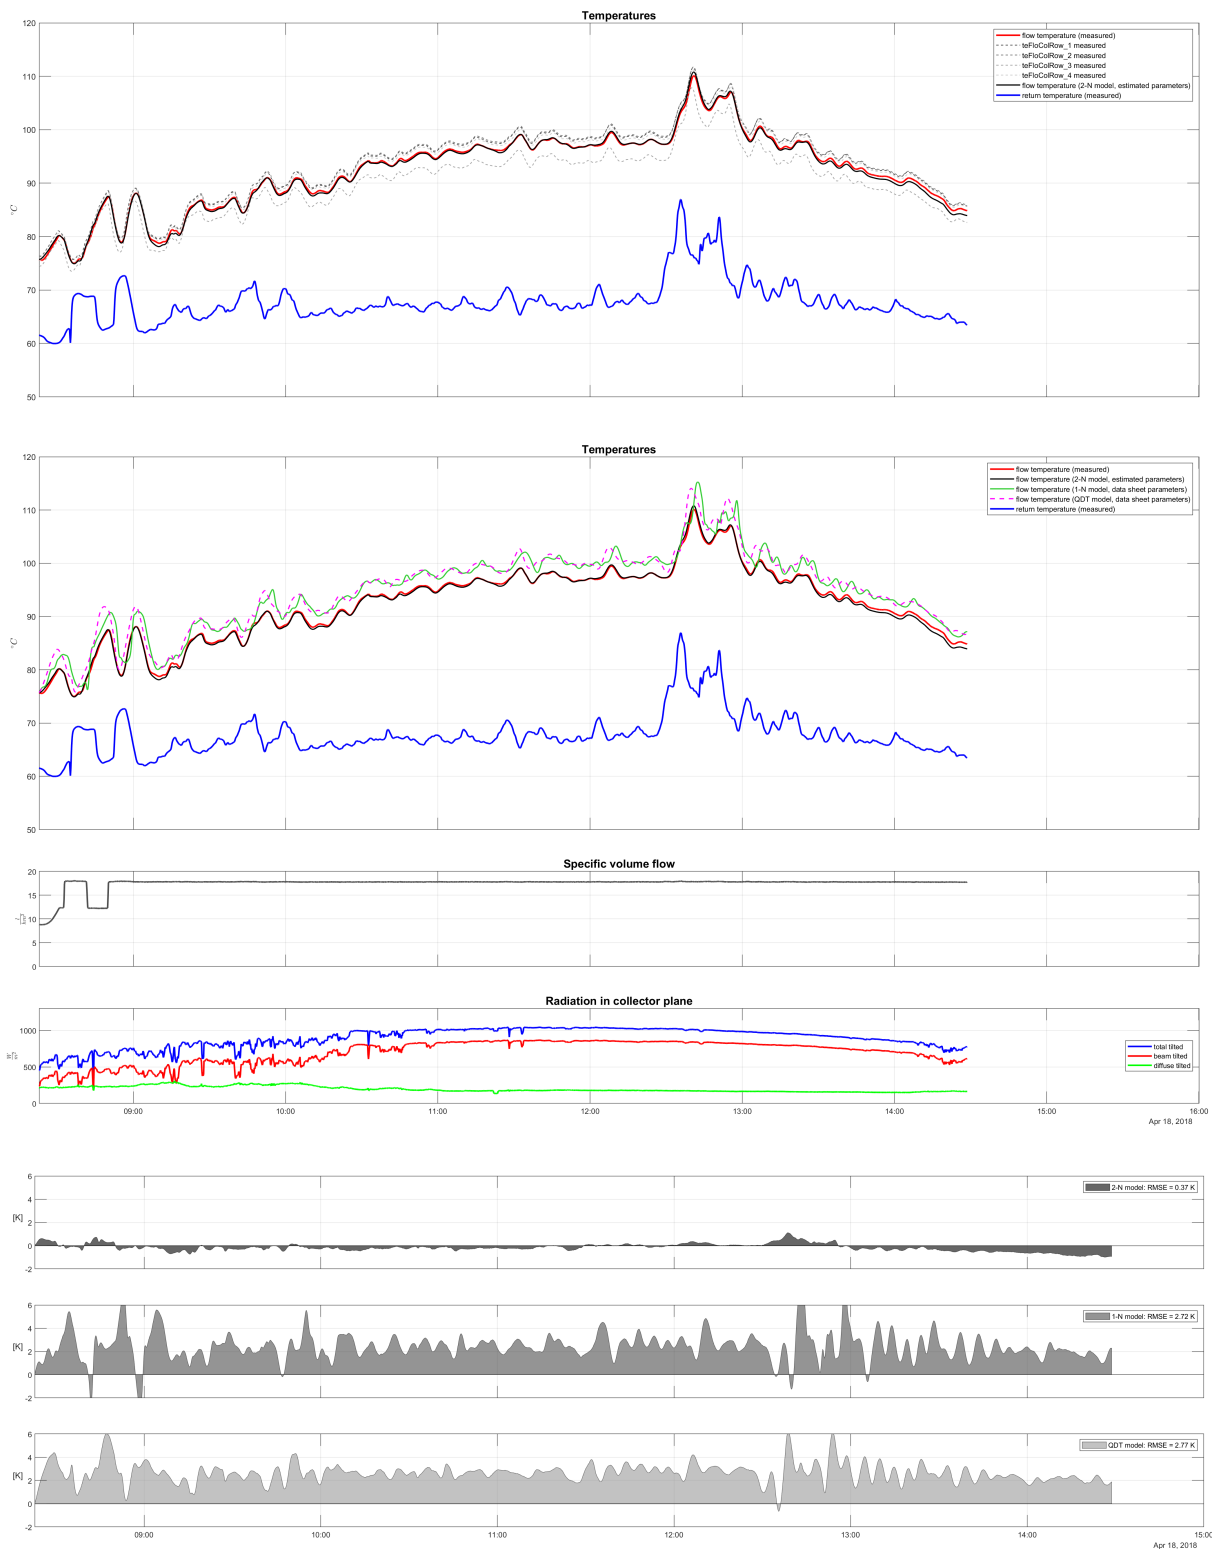 Temperatures
120
110
100
90
80
70
60
50
°C
flow temperature (measured)
teFloColRow_1 measured
teFloColRow_2 measured
teFloColRow_3 measured
teFloColRow_4 measured
flow temperature (2-N model, estimated parameters)
return temperature (measured)
Temperatures
120
110
100
90
80
70
60
50
°C
flow temperature (measured)
flow temperature (2-N model, estimated parameters)
flow temperature (1-N model, data sheet parameters)
flow temperature (QDT model, data sheet parameters)
return temperature (measured)
Specific volume flow
20
15
10
5
0
Radiation in collector plane
1000
500
0
total tilted
beam tilted
diffuse tilted
09:00 10:00 11:00 12:00 13:00 14:00 15:00 16:00
Apr 18, 2018
6
4
2
0
-2
[K]
2-N model: RMSE = 0.37 K
6
4
2
0
-2
[K]
1-N model: RMSE = 2.72 K
6
4
2
0
-2
[K]
QDT model: RMSE = 2.77 K
09:00 10:00 11:00 12:00 13:00 14:00 15:00
Apr 18, 2018